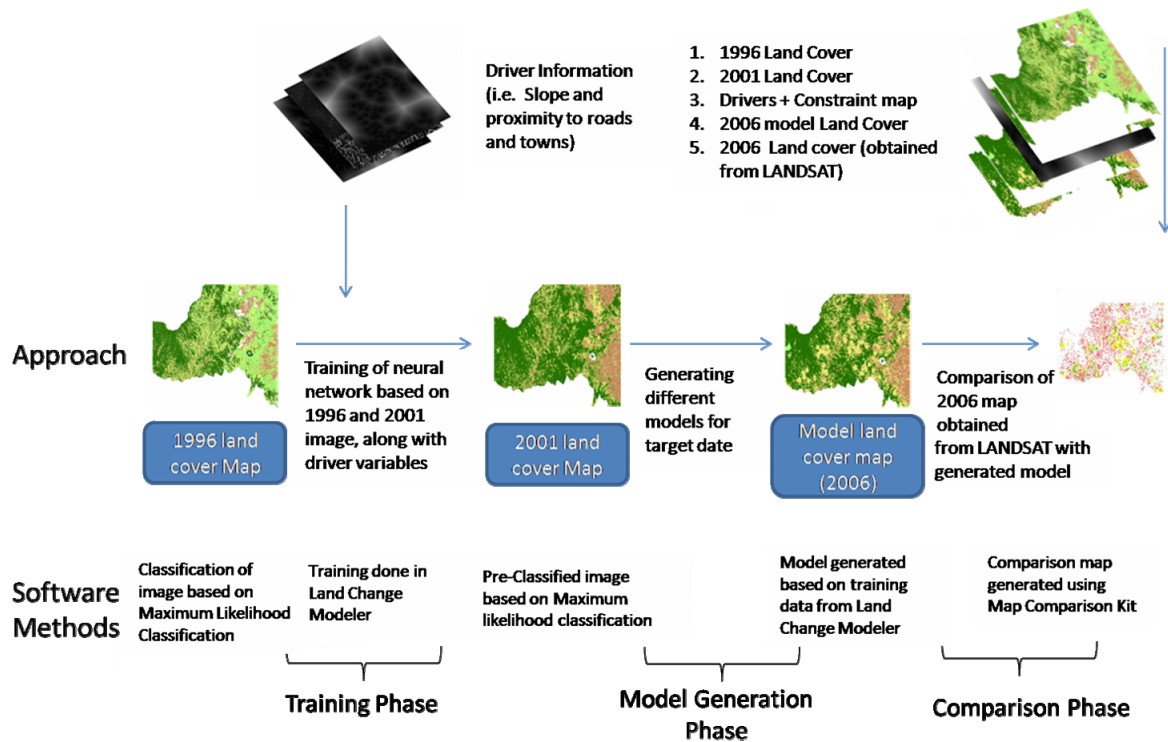 Driver Information
(i.e. Slope and
proximity to roads
and towns)
1. 1996 Land Cover
2. 2001 Land Cover
3. Drivers + Constraint map
4. 2006 model Land Cover
5. 2006 Land cover (obtained
from LANDSAT)
Approach
1996 land
cover Map
Training of neural
network based on
1996 and 2001
image, along with
driver variables
2001 land
cover Map
Generating
different
models for
target date
Model land
cover map
(2006)
Comparison of
2006 map
obtained
from LANDSAT with
generated model
Software
Methods
Classification of
image based on
Maximum Likelihood
Classification
Training done in
Land Change
Modeler
Pre-Classified image
based on Maximum
likelihood classification
Model generated
based on training
data from Land
Change Modeler
Comparison map
generated using
Map Comparison Kit
Training Phase
Model Generation
Phase
Comparison Phase